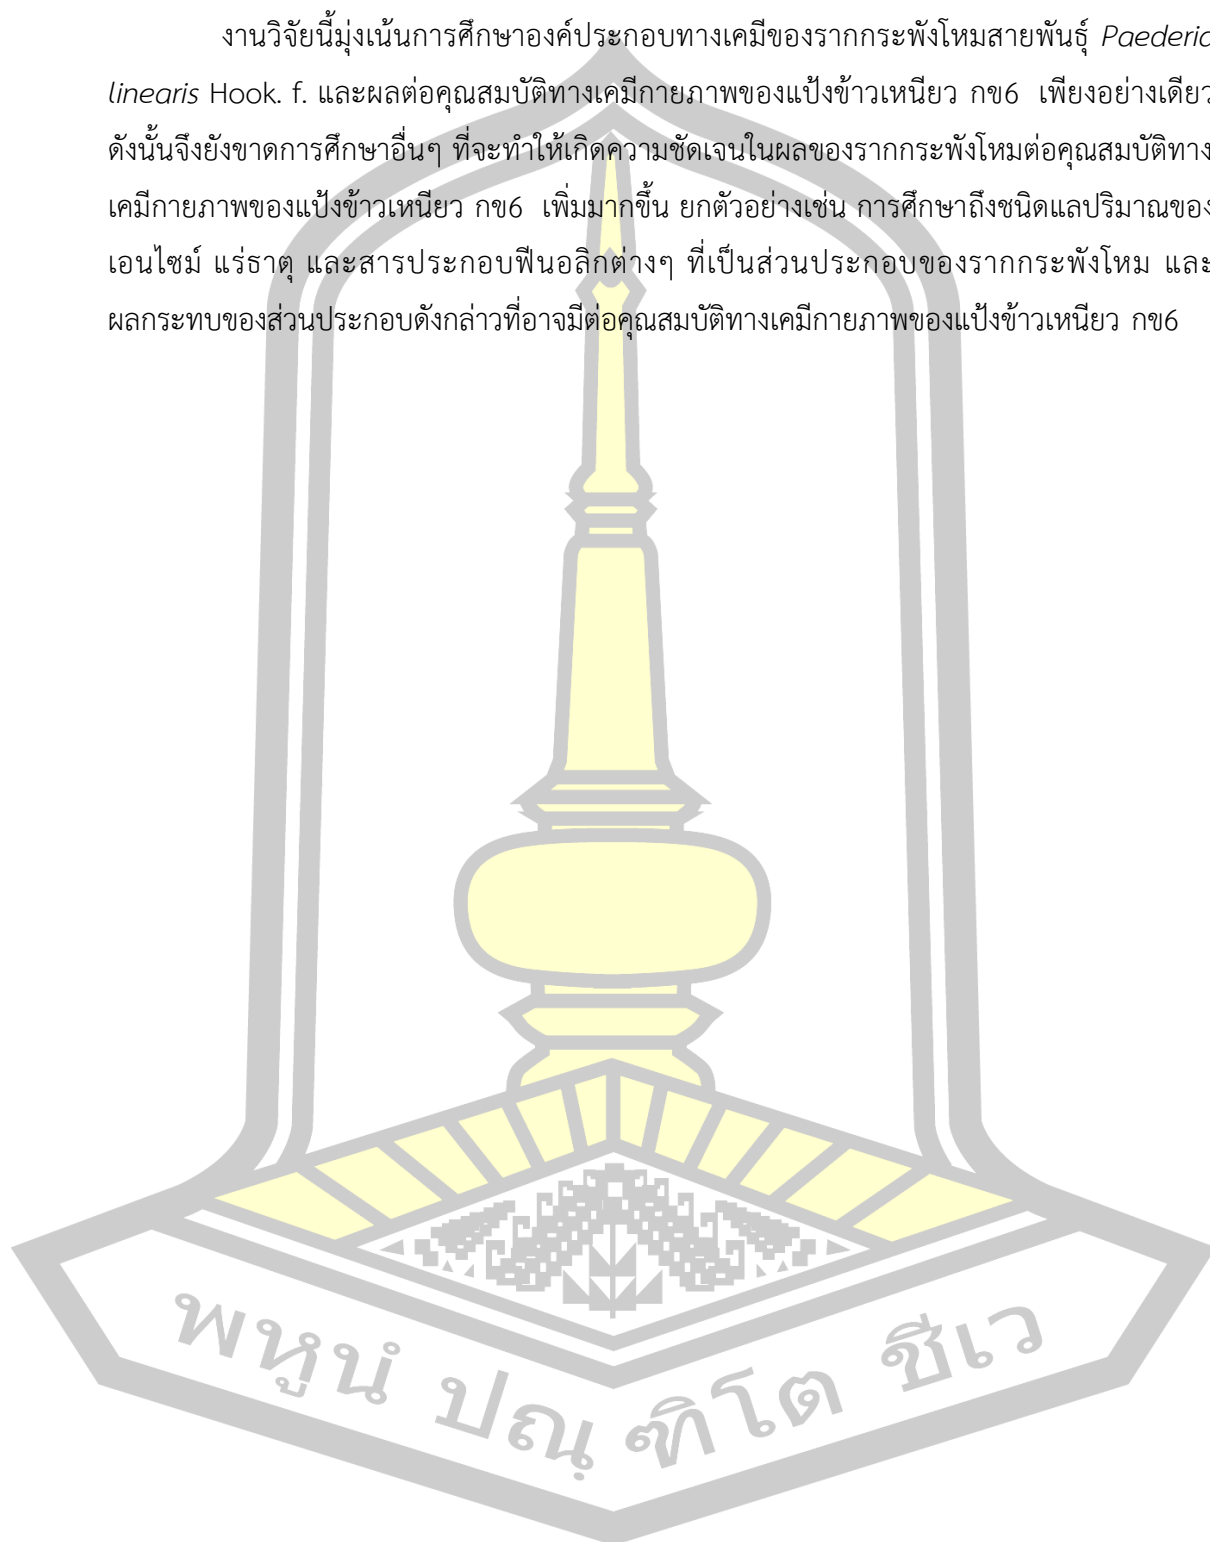 งานวิจัยนี้มุ่งเน้นการศึกษาองค์ประกอบทางเคมีของรากกระพังโหมสายพันธุ์ Paederia
linearis Hook. f. และผลต่อคุณสมบัติทางเคมีกายภาพของแป้งข้าวเหนียว กข6 เพียงอย่างเดียว
ดังนั้นจึงยังขาดการศึกษาอื่นๆ ที่จะทำให้เกิดความชัดเจนในผลของรากกระพังโหมต่อคุณสมบัติทาง
เคมีกายภาพของแป้งข้าวเหนียว กข6 เพิ่มมากขึ้น ยกตัวอย่างเช่น การศึกษาถึงชนิดแลปริมาณของ
เอนไซม์ แร่ธาตุ และสารประกอบฟีนอลิกต่างๆ ที่เป็นส่วนประกอบของรากกระพังโหม และ
ผลกระทบของส่วนประกอบดังกล่าวที่อาจมีต่อคุณสมบัติทางเคมีกายภาพของแป้งข้าวเหนียว กข6
พหูนํ ปณฺฑิโต ชีเว